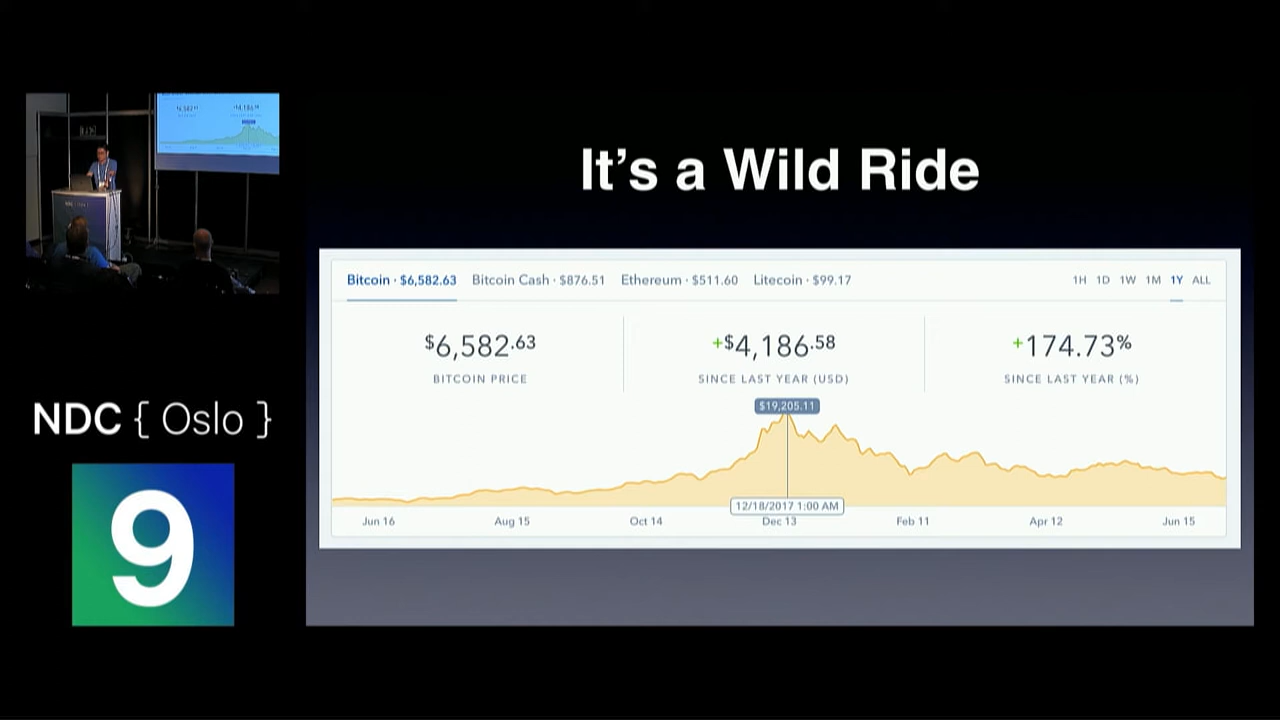 It's a Wild Ride
Bitcoin · $6,582.63 Bitcoin Cash · $876.51 Ethereum · $511.60 Litecoin · $99.17 1H 1D 1W 1M 1Y ALL
$6,582.63 +$4,186.58 +174.73%
BITCOIN PRICE SINCE LAST YEAR (USD) SINCE LAST YEAR (%)
$19,205.11
12/18/2017 1:00 AM
Jun 16 Aug 15 Oct 14 Dec 13 Feb 11 Apr 12 Jun 15
NDC { Oslo }
9